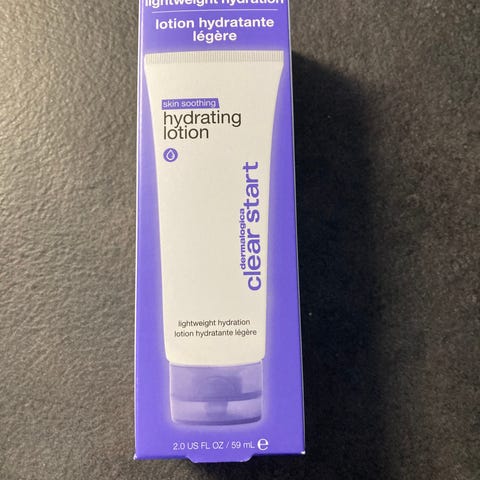 lightweight hydration
lotion hydratante
légère
skin soothing
hydrating
lotion
dermalogica
clear start
lightweight hydration
lotion hydratante légère
2.0 US FL OZ / 59 mL ℮